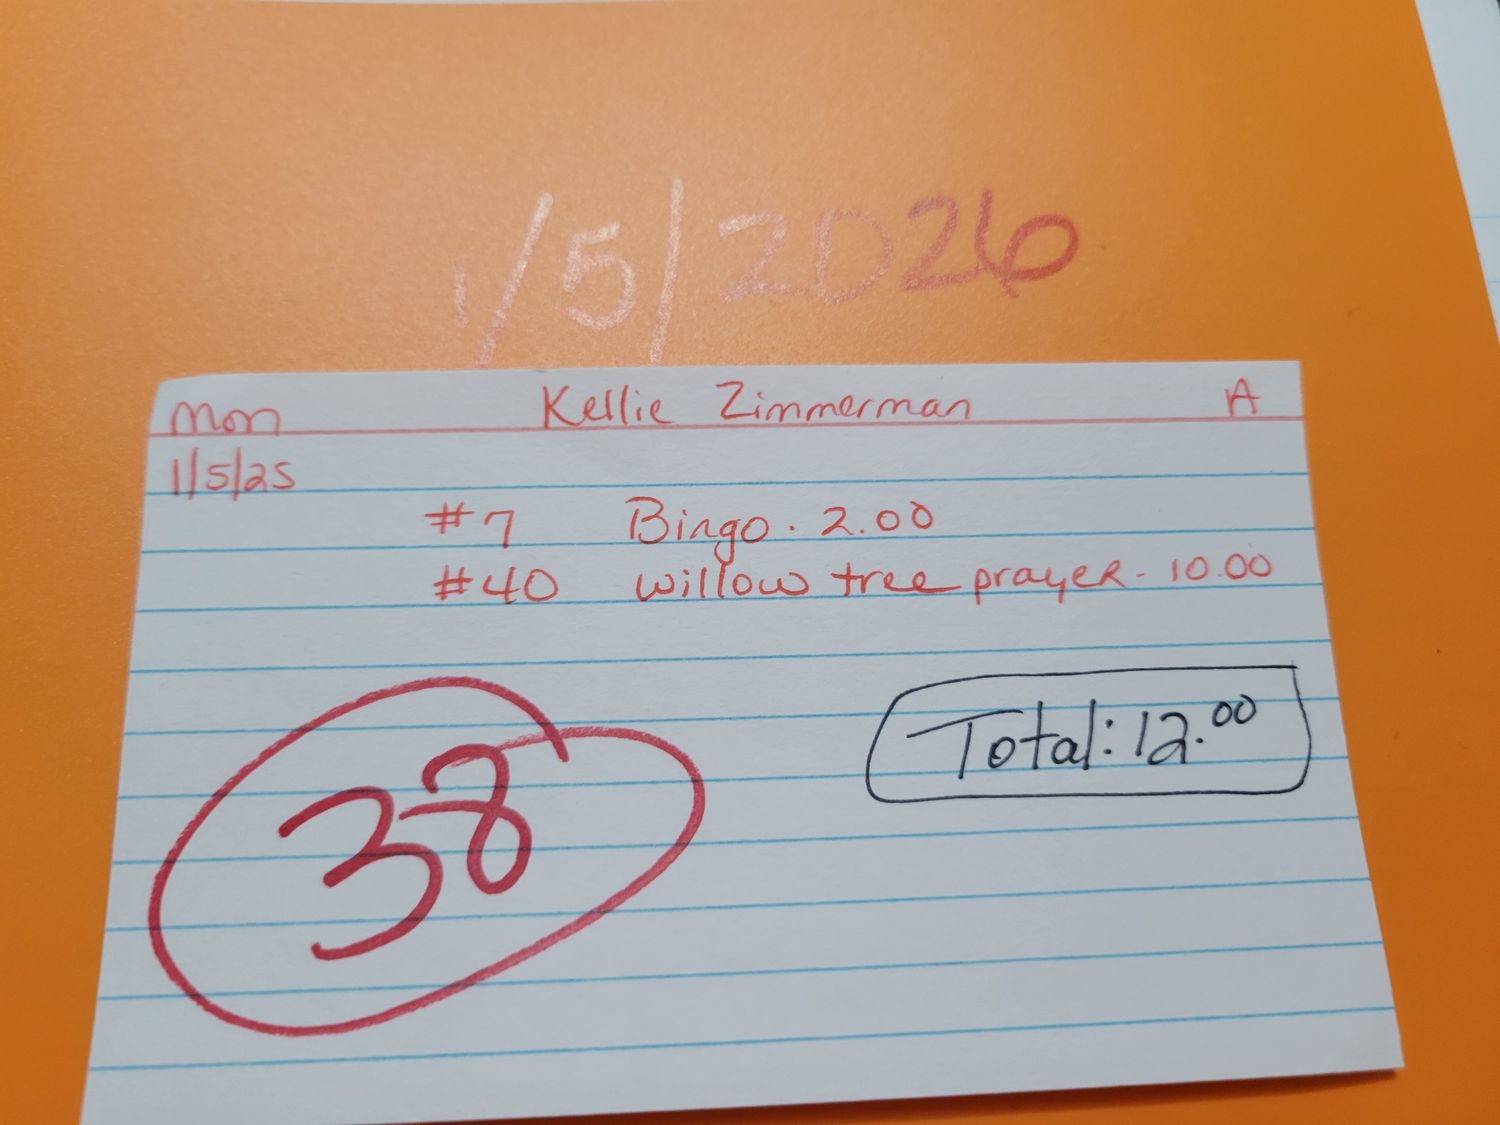 1/5/2026
Mon Kellie Zimmerman A
1/5/25
#7 Bingo. 2.00
#40 willow tree prayer - 10.00
Total: 12.00
38